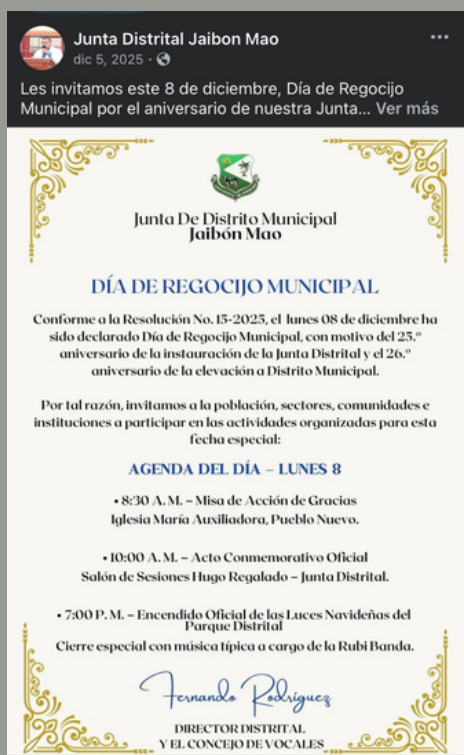 Junta Distrital Jaibon Mao
dic 5, 2025 ·
Les invitamos este 8 de diciembre, Día de Regocijo
Municipal por el aniversario de nuestra Junta... Ver más
Junta De Distrito Municipal
Jaibón Mao
DÍA DE REGOCIJO MUNICIPAL
Conforme a la Resolución No. 15-2025, el lunes 08 de diciembre ha
sido declarado Día de Regocijo Municipal, con motivo del 25.º
aniversario de la instauración de la Junta Distrital y el 26.º
aniversario de la elevación a Distrito Municipal.
Por tal razón, invitamos a la población, sectores, comunidades e
instituciones a participar en las actividades organizadas para esta
fecha especial:
AGENDA DEL DÍA – LUNES 8
• 8:30 A. M. – Misa de Acción de Gracias
Iglesia María Auxiliadora, Pueblo Nuevo.
• 10:00 A. M. – Acto Conmemorativo Oficial
Salón de Sesiones Hugo Regalado – Junta Distrital.
• 7:00 P. M. – Encendido Oficial de las Luces Navideñas del
Parque Distrital
Cierre especial con música típica a cargo de la Rubi Banda.
Fernando Rodríguez
DIRECTOR DISTRITAL
Y EL CONCEJO DE VOCALES